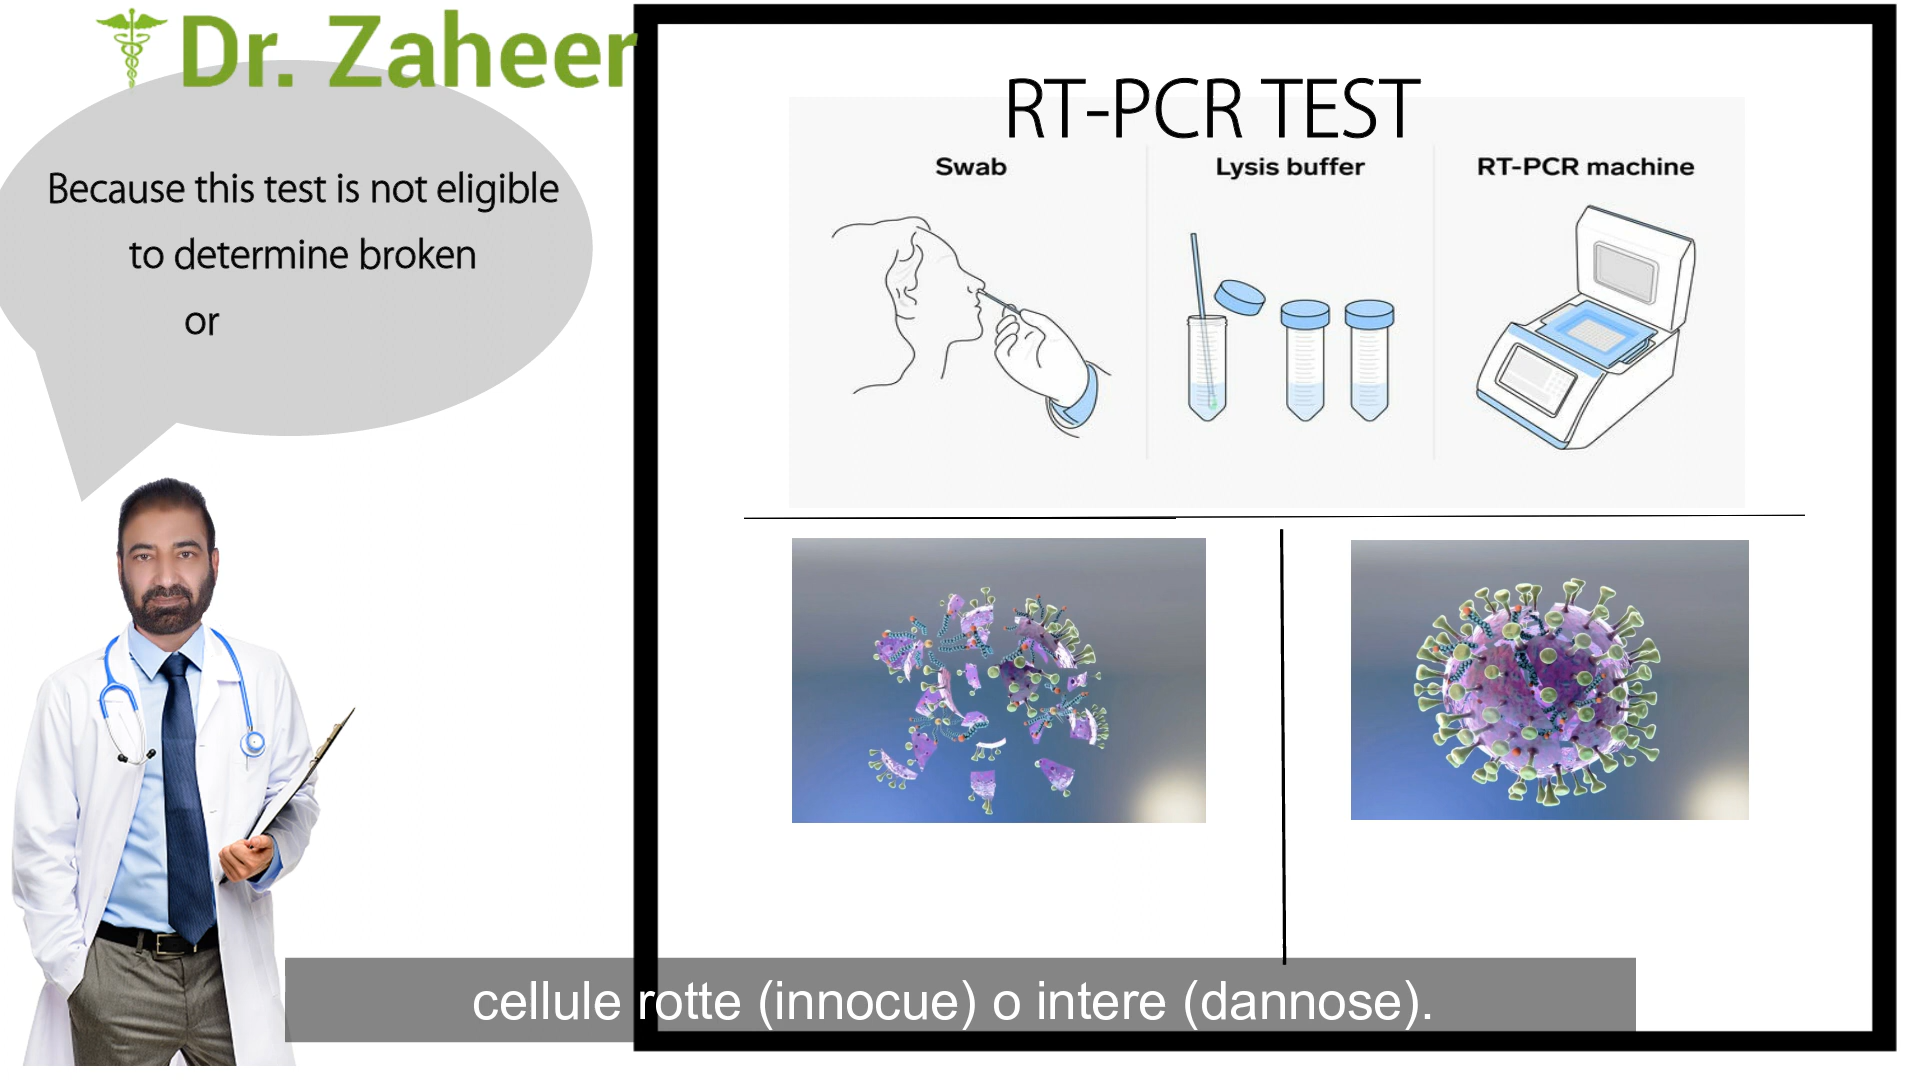 Dr. Zaheer
Because this test is not eligible
to determine broken
or
RT-PCR TEST
Swab
Lysis buffer
RT-PCR machine
cellule rotte (innocue) o intere (dannose).